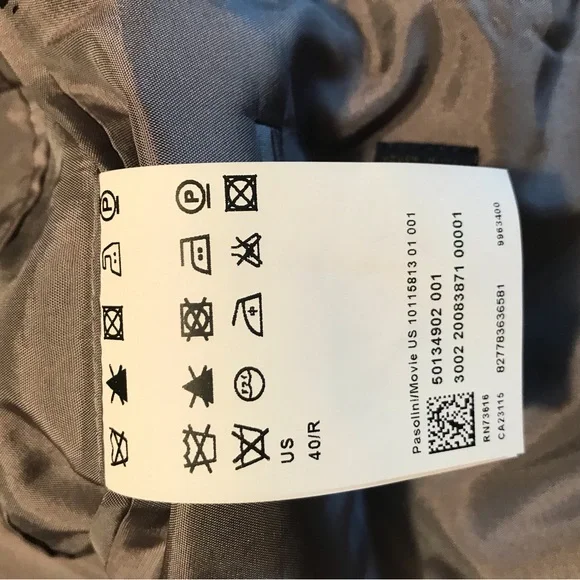 US
40/R
Pasolini/Movie US 10115813 01 001
50134902 001
3002 20083871 00001
RN73616
CA23115 827783636581 9963400
P
P